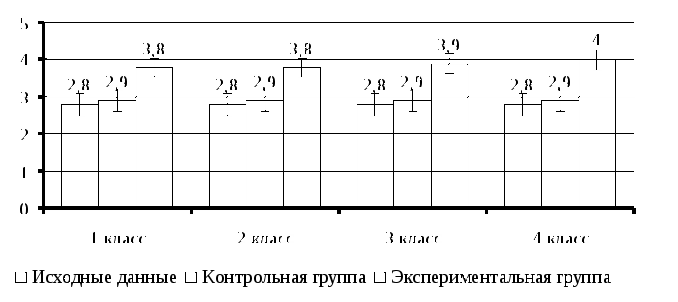 5
4
3,8 3,8 3,9 4
2,8 2,9 2,8 2,9 2,8 2,9 2,8 2,9
3
2
1
0
1 класс 2 класс 3 класс 4 класс
Исходные данные Контрольная группа Экспериментальная группа